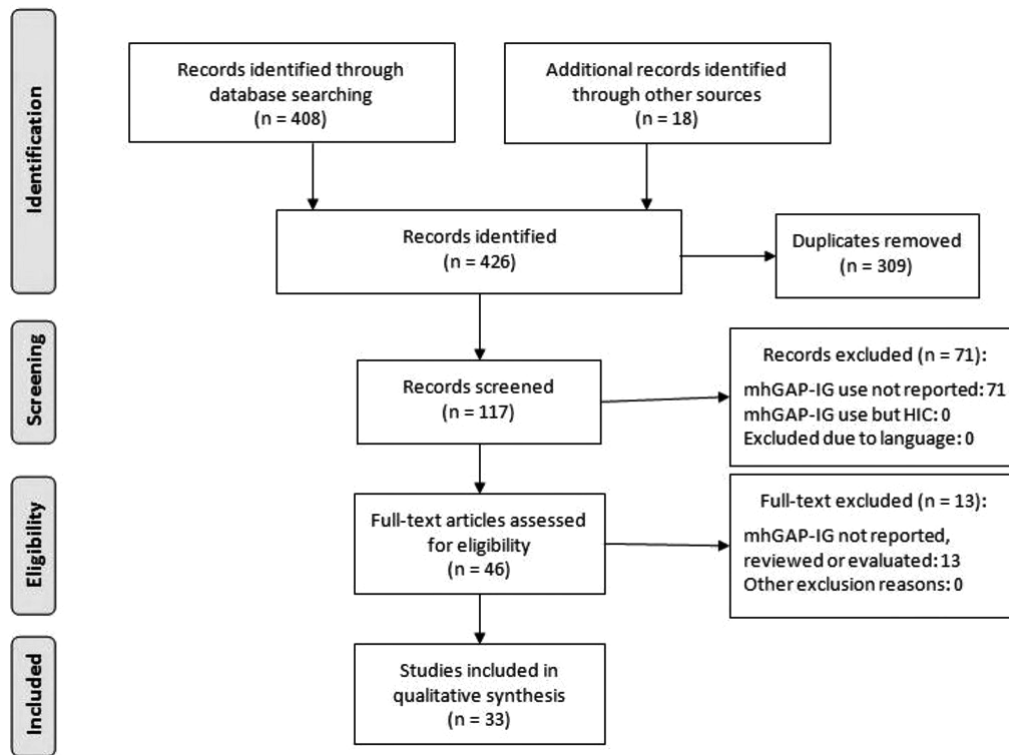 Identification
Records identified through
database searching
(n = 408)
Additional records identified
through other sources
(n = 18)
Records identified
(n = 426)
Duplicates removed
(n = 309)
Screening
Records screened
(n = 117)
Records excluded (n = 71):
mhGAP-IG use not reported: 71
mhGAP-IG use but HIC: 0
Excluded due to language: 0
Eligibility
Full-text articles assessed
for eligibility
(n = 46)
Full-text excluded (n = 13):
mhGAP-IG not reported,
reviewed or evaluated: 13
Other exclusion reasons: 0
Included
Studies included in
qualitative synthesis
(n = 33)